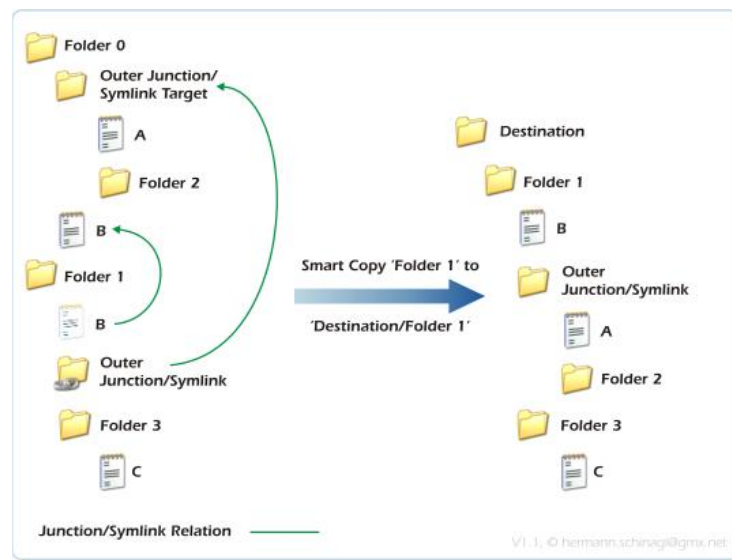 Folder 0
Outer Junction/
Symlink Target
A
Folder 2
B
Folder 1
B
Outer
Junction/Symlink
Folder 3
C
Junction/Symlink Relation
Smart Copy 'Folder 1' to
'Destination/Folder 1'
Destination
Folder 1
B
Outer
Junction/Symlink
A
Folder 2
Folder 3
C
V1.1, © hermann.schinagl@gmx.net